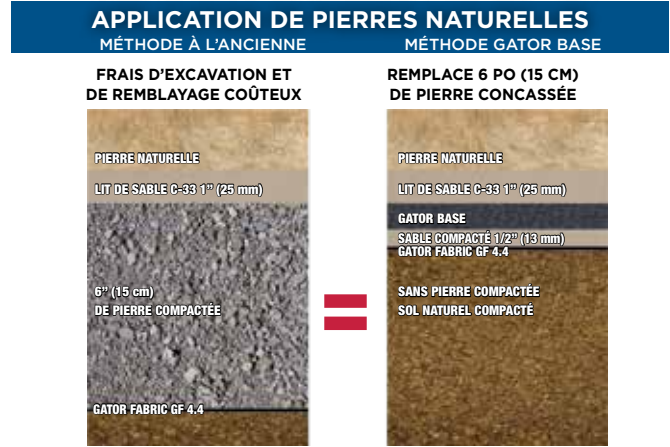 APPLICATION DE PIERRES NATURELLES
MÉTHODE À L'ANCIENNE
FRAIS D'EXCAVATION ET
DE REMBLAYAGE COÛTEUX
PIERRE NATURELLE
LIT DE SABLE C-33 1" (25 mm)
6" (15 cm)
DE PIERRE COMPACTÉE
GATOR FABRIC GF 4.4
MÉTHODE GATOR BASE
REMPLACE 6 PO (15 CM)
DE PIERRE CONCASSÉE
PIERRE NATURELLE
LIT DE SABLE C-33 1" (25 mm)
GATOR BASE
SABLE COMPACTÉ 1/2" (13 mm)
GATOR FABRIC GF 4.4
SANS PIERRE COMPACTÉE
SOL NATUREL COMPACTÉ